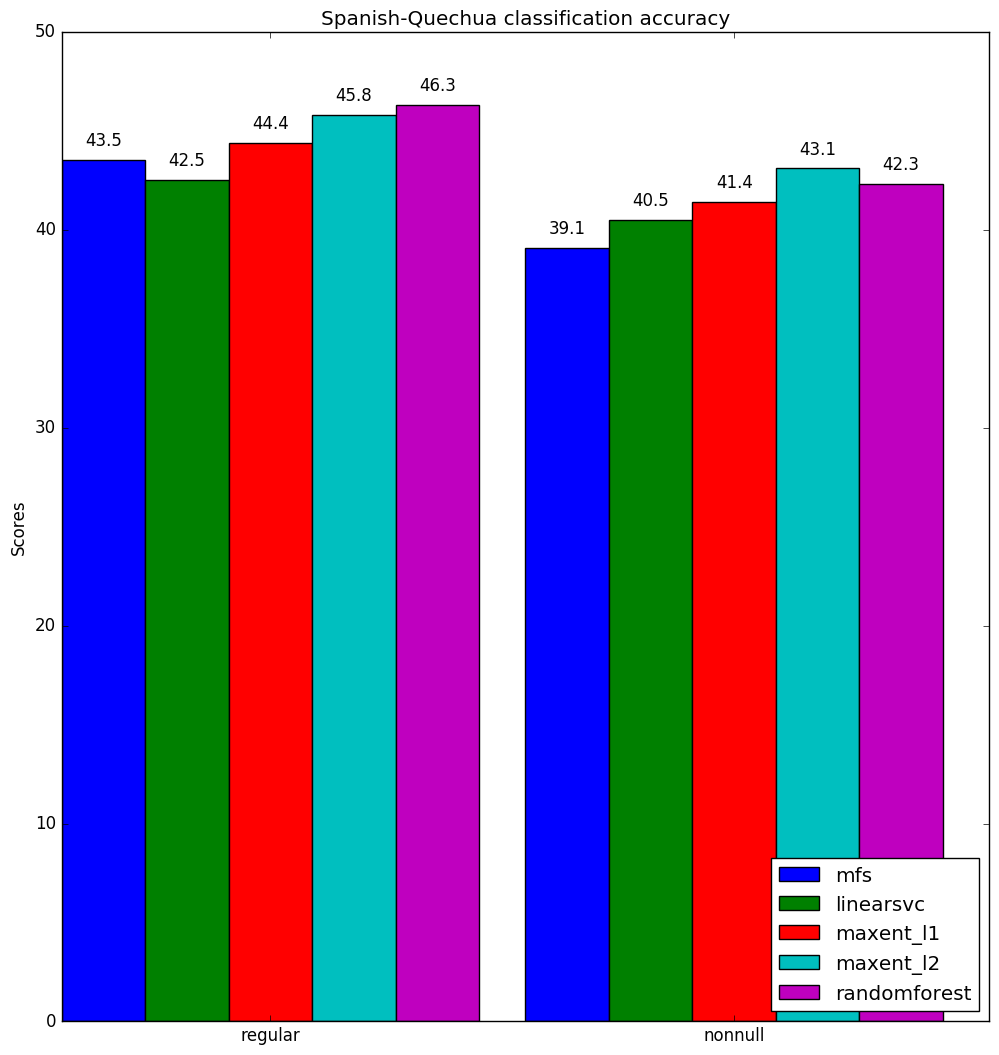 Spanish-Quechua classification accuracy
50
40
30
20
10
0
Scores
43.5
42.5
44.4
45.8
46.3
39.1
40.5
41.4
43.1
42.3
regular
nonnull
mfs
linearsvc
maxent_l1
maxent_l2
randomforest